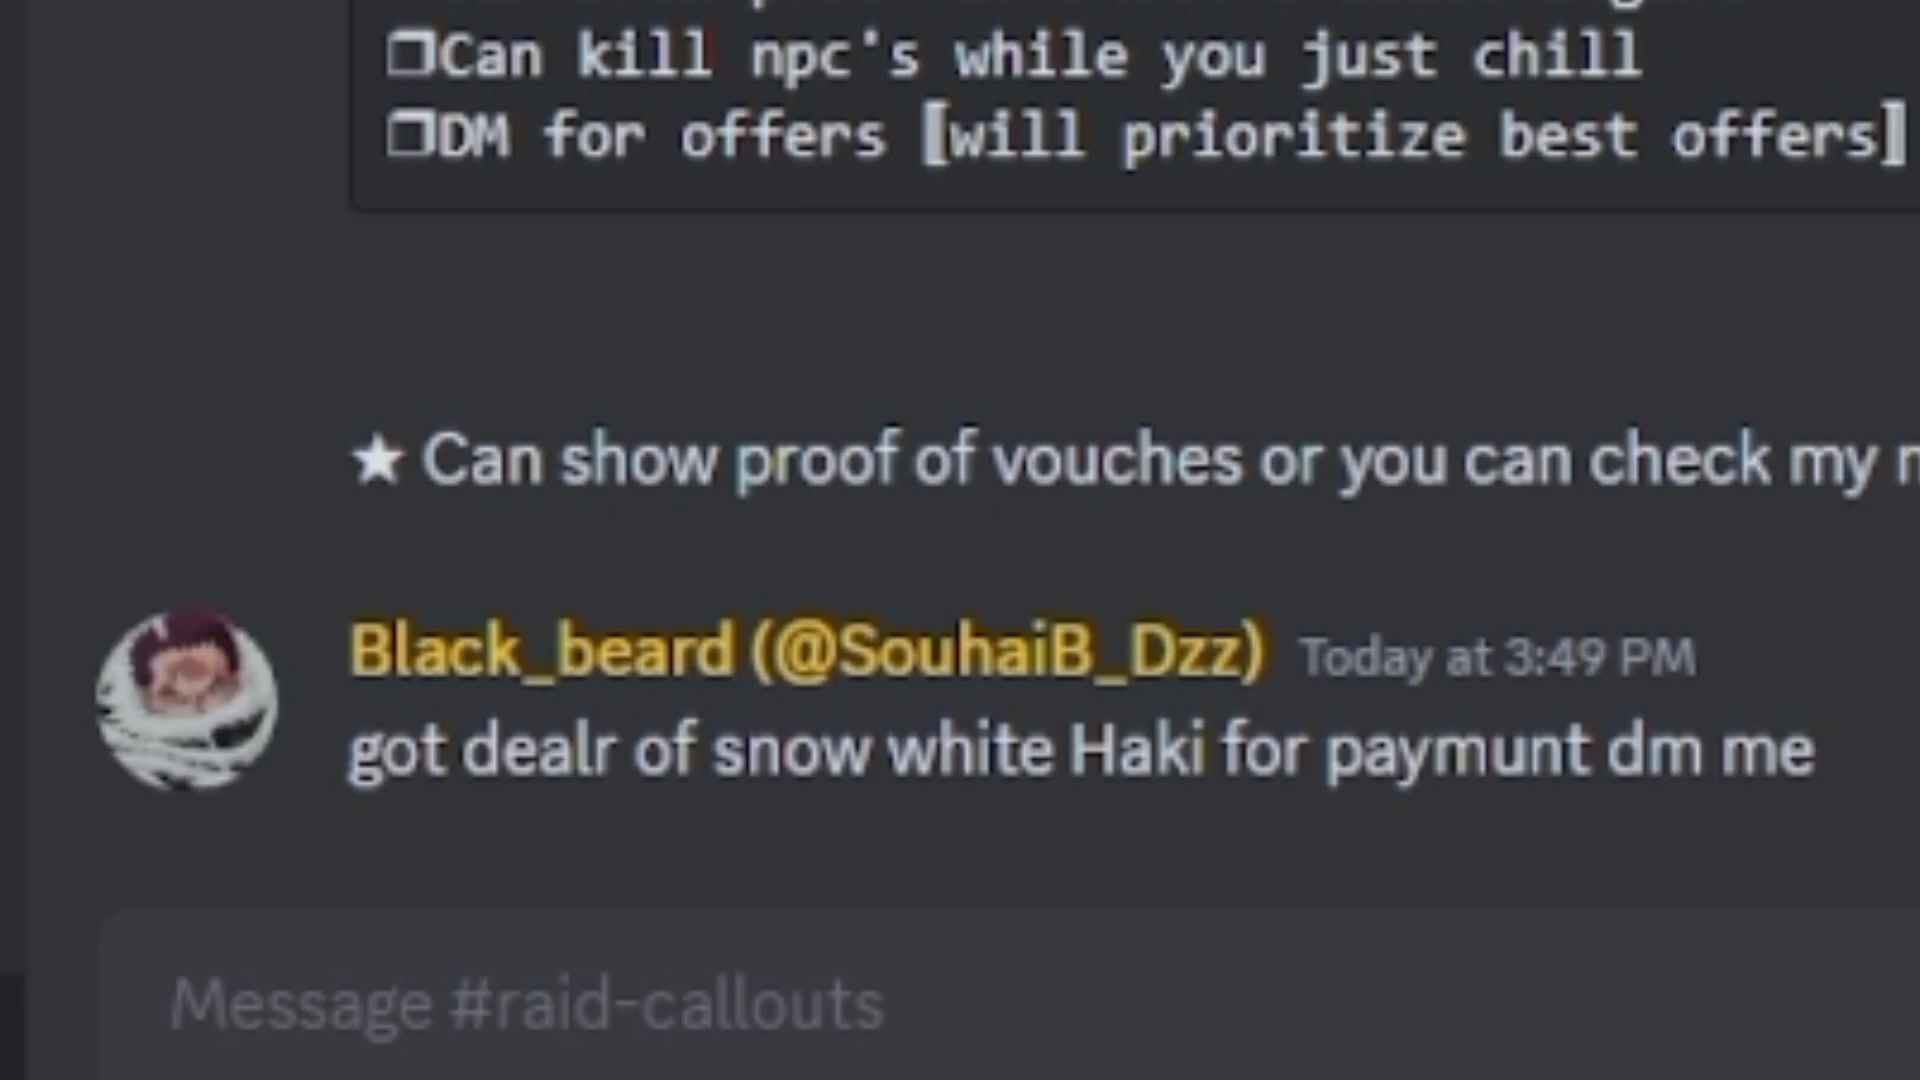 ❒Can kill npc's while you just chill
❒DM for offers [will prioritize best offers]
★ Can show proof of vouches or you can check my
Black_beard (@SouhaiB_Dzz) Today at 3:49 PM
got dealr of snow white Haki for paymunt dm me
Message #raid-callouts